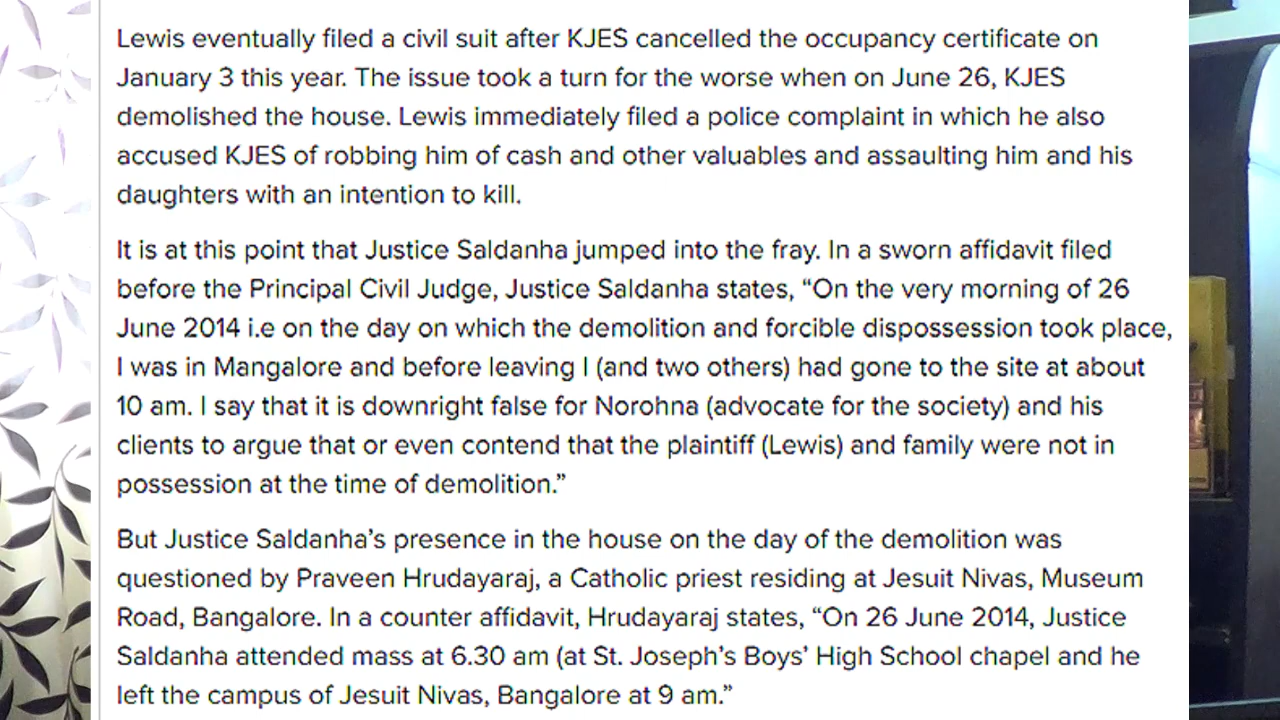 Lewis eventually filed a civil suit after KJES cancelled the occupancy certificate on
January 3 this year. The issue took a turn for the worse when on June 26, KJES
demolished the house. Lewis immediately filed a police complaint in which he also
accused KJES of robbing him of cash and other valuables and assaulting him and his
daughters with an intention to kill.
It is at this point that Justice Saldanha jumped into the fray. In a sworn affidavit filed
before the Principal Civil Judge, Justice Saldanha states, “On the very morning of 26
June 2014 i.e on the day on which the demolition and forcible dispossession took place,
I was in Mangalore and before leaving I (and two others) had gone to the site at about
10 am. I say that it is downright false for Norohna (advocate for the society) and his
clients to argue that or even contend that the plaintiff (Lewis) and family were not in
possession at the time of demolition.”
But Justice Saldanha’s presence in the house on the day of the demolition was
questioned by Praveen Hrudayaraj, a Catholic priest residing at Jesuit Nivas, Museum
Road, Bangalore. In a counter affidavit, Hrudayaraj states, “On 26 June 2014, Justice
Saldanha attended mass at 6.30 am (at St. Joseph’s Boys’ High School chapel and he
left the campus of Jesuit Nivas, Bangalore at 9 am.”